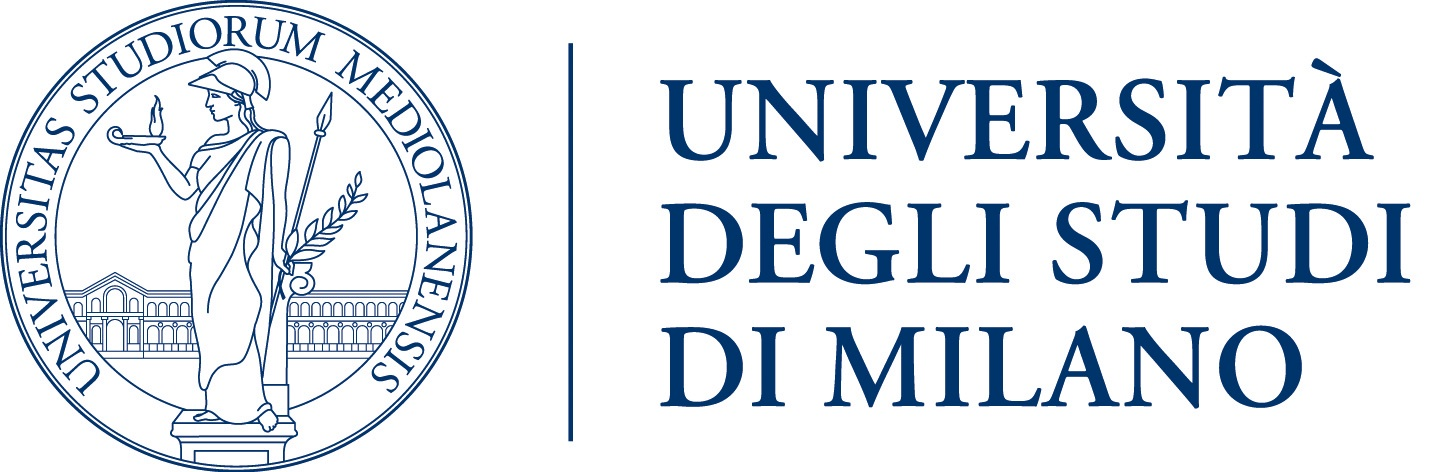 UNIVERSITAS STUDIORUM MEDIOLANENSIS
UNIVERSITÀ
DEGLI STUDI
DI MILANO